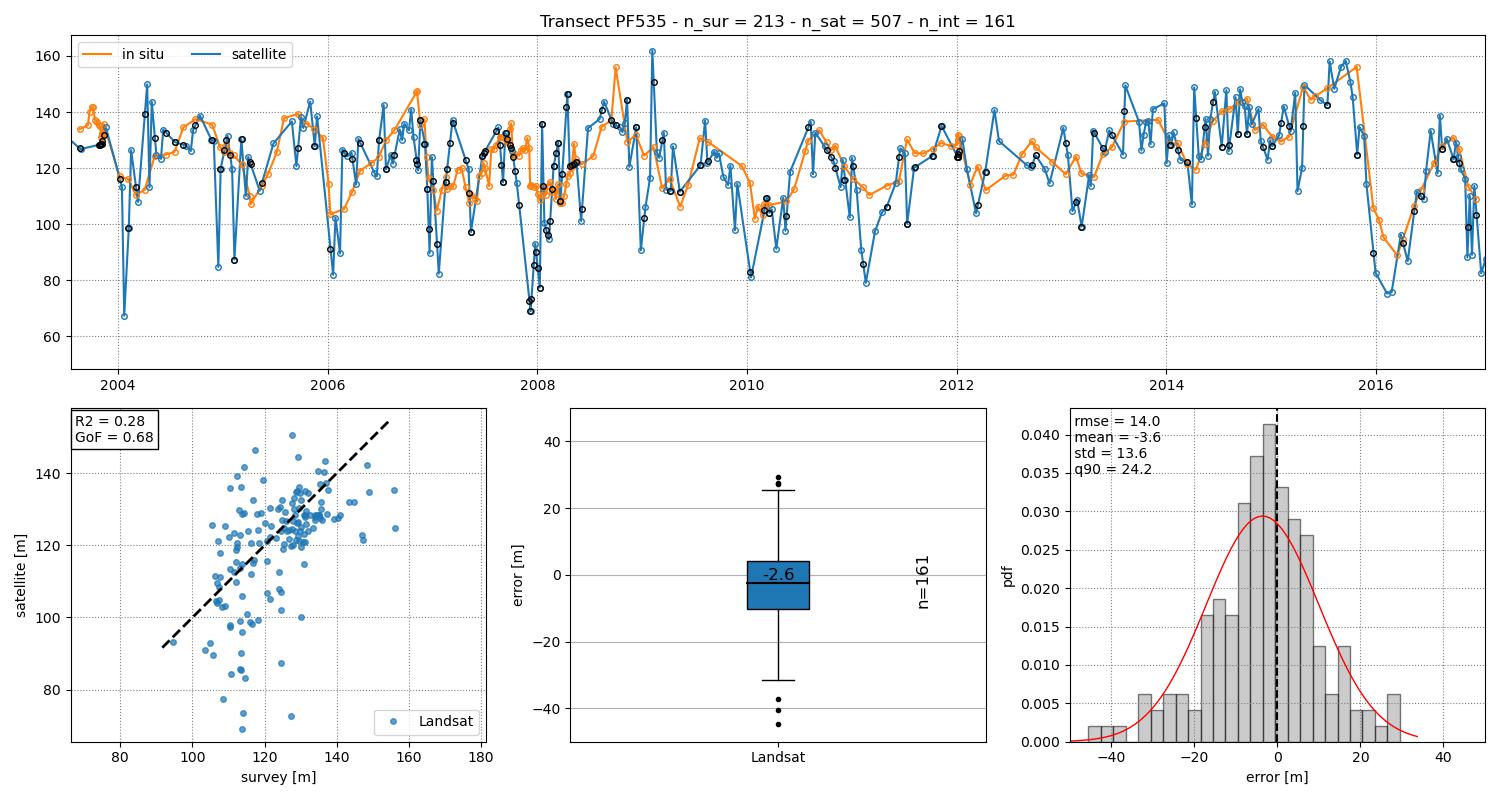 Transect PF535 - n_sur = 213 - n_sat = 507 - n_int = 161
in situ
satellite
160
140
120
100
80
60
2004
2006
2008
2010
2012
2014
2016
R2 = 0.28
GoF = 0.68
satellite [m]
140
120
100
80
Landsat
80
100
120
140
160
180
survey [m]
error [m]
40
20
0
−20
−40
-2.6
n=161
Landsat
pdf
0.040
0.035
0.030
0.025
0.020
0.015
0.010
0.005
0.000
rmse = 14.0
mean = -3.6
std = 13.6
q90 = 24.2
−40
−20
0
20
40
error [m]